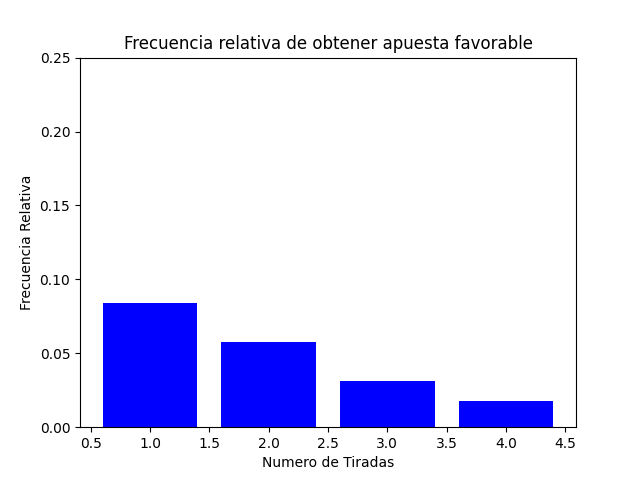 Frecuencia relativa de obtener apuesta favorable
0.25
0.20
0.15
0.10
0.05
0.00
Frecuencia Relativa
0.5 1.0 1.5 2.0 2.5 3.0 3.5 4.0 4.5
Numero de Tiradas